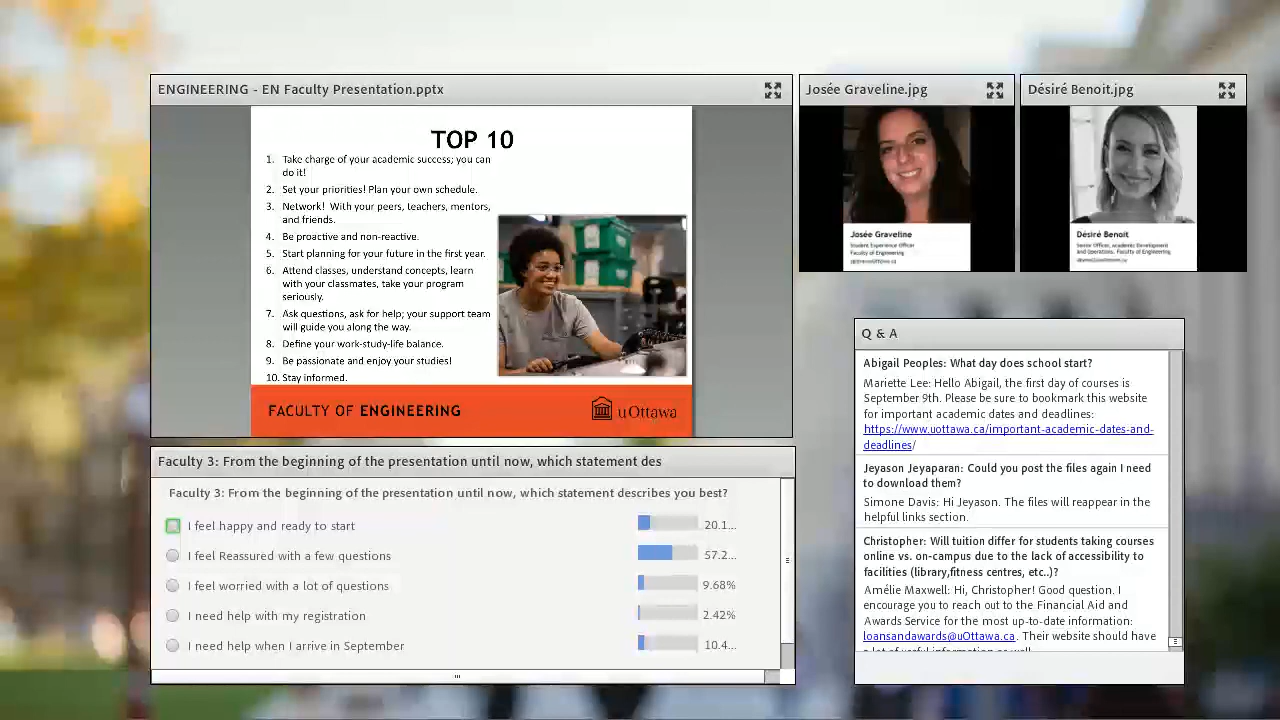 ENGINEERING - EN Faculty Presentation.pptx
TOP 10
1. Take charge of your academic success; you can
do it!
2. Set your priorities! Plan your own schedule.
3. Network! With your peers, teachers, mentors,
and friends.
4. Be proactive and non-reactive.
5. Start planning for your career in first year.
6. Attend classes, understand concepts, learn
with your classmates, take your program
seriously.
7. Ask questions, ask for help; your support team
will guide you along the way.
8. Define your work-study-life balance.
9. Be passionate and enjoy your studies!
10. Stay informed.
FACULTY OF ENGINEERING
uOttawa
Josée Graveline.jpg
Josée Graveline
Student Experience Officer
Faculty of Engineering
Désiré Benoit.jpg
Désiré Benoit
Senior Officer, Academic Development
and Operations, Faculty of Engineering
Faculty 3: From the beginning of the presentation until now, which statement des
Faculty 3: From the beginning of the presentation until now, which statement describes you best?
I feel happy and ready to start 20.1...
I feel Reassured with a few questions 57.2...
I feel worried with a lot of questions 9.68%
I need help with my registration 2.42%
I need help when I arrive in September 10.4...
Q & A
Abigail Peoples: What day does school start?
Mariette Lee: Hello Abigail, the first day of courses is
September 9th. Please be sure to bookmark this website
for important academic dates and deadlines:
https://www.uottawa.ca/important-academic-dates-and-
deadlines/
Jeyason Jeyaparan: Could you post the files again I need
to download them?
Simone Davis: Hi Jeyason. The files will reappear in the
helpful links section.
Christopher: Will tuition differ for students taking courses
online vs. on-campus due to the lack of accessibility to
facilities (library,fitness centres, etc..)?
Amélie Maxwell: Hi, Christopher! Good question. I
encourage you to reach out to the Financial Aid and
Awards Service for the most up-to-date information:
loansandawards@uOttawa.ca. Their website should have
a lot of useful information as well